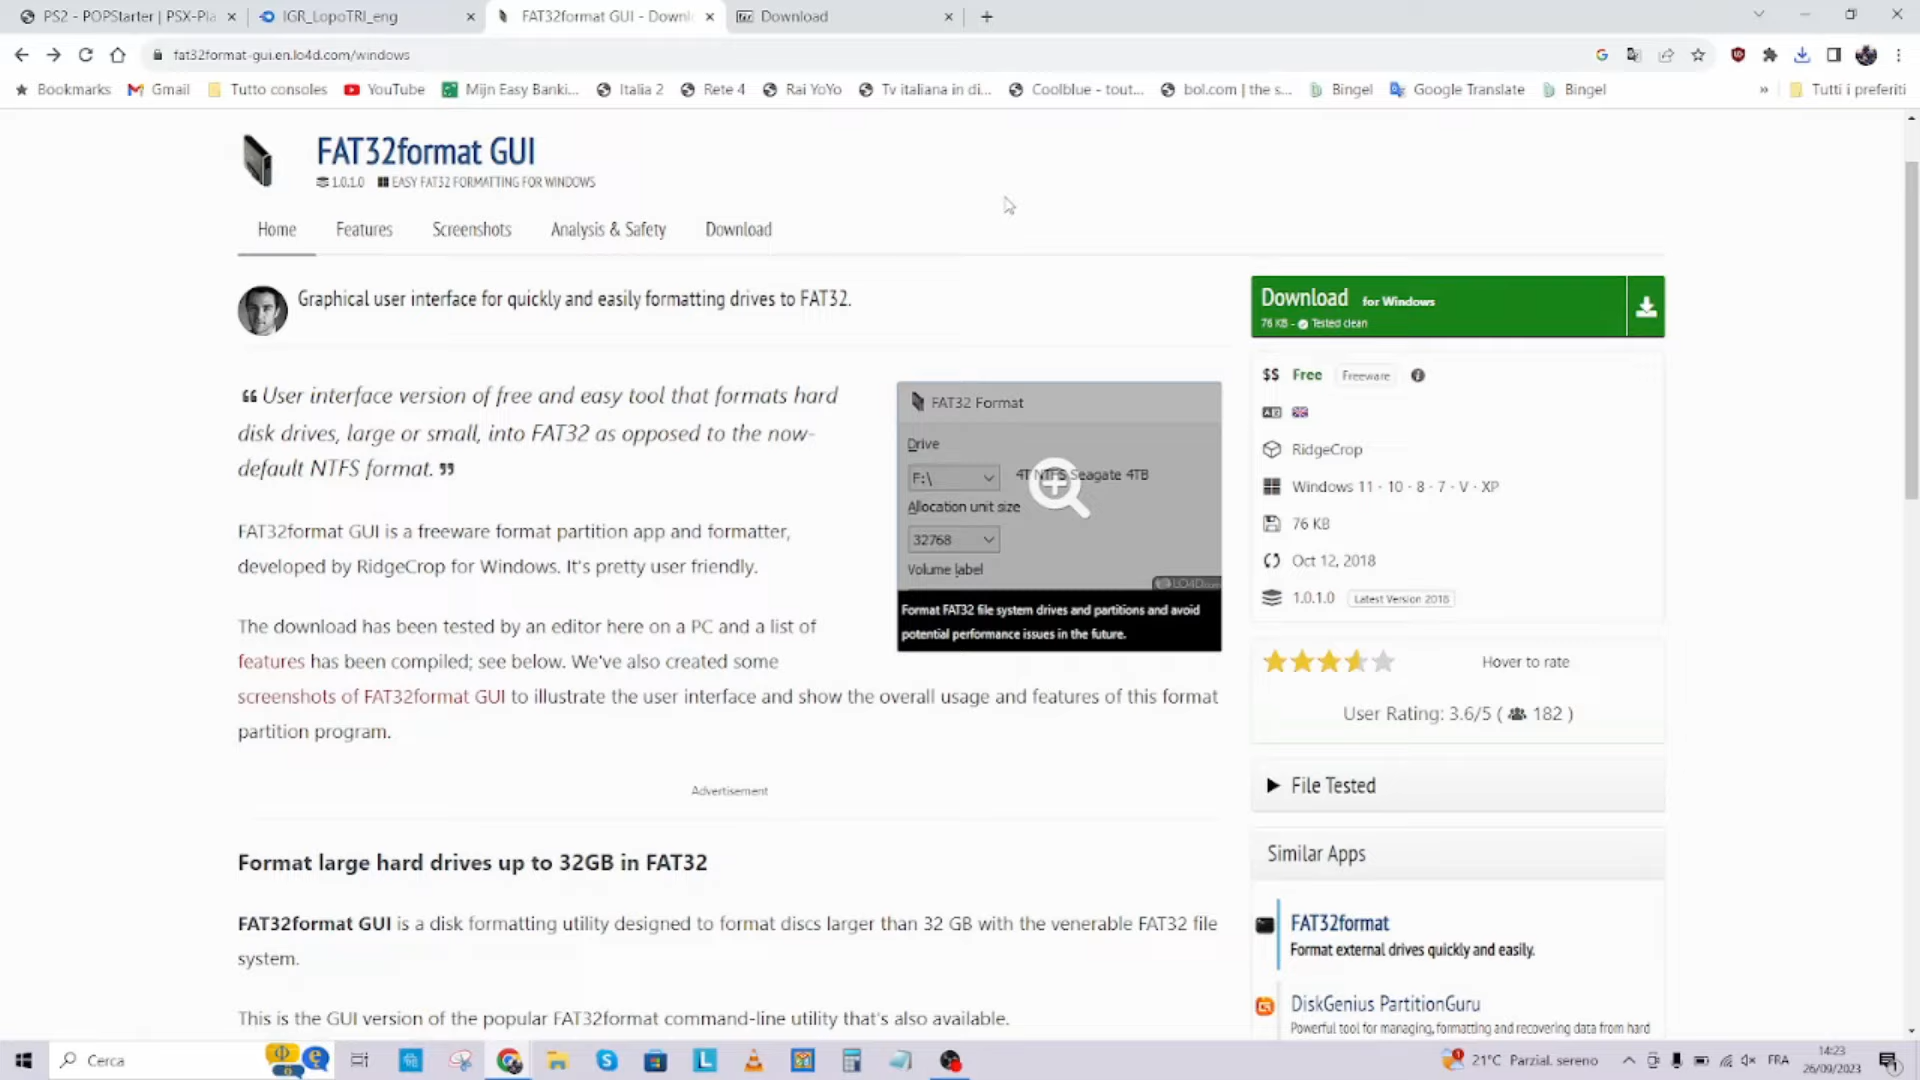 PS2 - POPStarter | PSX-Pla
IGR_LopoTRI_eng
FAT32format GUI - Downl
Download
fat32format-gui.en.lo4d.com/windows
Bookmarks
Gmail
Tutto consoles
YouTube
Mijn Easy Banki...
Italia 2
Rete 4
Rai YoYo
Tv italiana in di...
Coolblue - tout...
bol.com | the s...
Bingel
Google Translate
Bingel
»
Tutti i preferiti
FAT32format GUI
1.0.1.0 EASY FAT32 FORMATTING FOR WINDOWS
Home
Features
Screenshots
Analysis & Safety
Download
Graphical user interface for quickly and easily formatting drives to FAT32.
❝ User interface version of free and easy tool that formats hard
disk drives, large or small, into FAT32 as opposed to the now-
default NTFS format. ❞
FAT32 Format
Drive
F:\
4T NTFS Seagate 4TB
Allocation unit size
32768
Volume label
LO4D.com
Format FAT32 file system drives and partitions and avoid
potential performance issues in the future.
FAT32format GUI is a freeware format partition app and formatter,
developed by RidgeCrop for Windows. It's pretty user friendly.
The download has been tested by an editor here on a PC and a list of
features has been compiled; see below. We've also created some
screenshots of FAT32format GUI to illustrate the user interface and show the overall usage and features of this format
partition program.
Advertisement
Format large hard drives up to 32GB in FAT32
FAT32format GUI is a disk formatting utility designed to format discs larger than 32 GB with the venerable FAT32 file
system.
This is the GUI version of the popular FAT32format command-line utility that's also available.
Download for Windows
76 KB - Tested clean
$$ Free Freeware
RidgeCrop
Windows 11 - 10 - 8 - 7 - V - XP
76 KB
Oct 12, 2018
1.0.1.0 Latest Version 2018
Hover to rate
User Rating: 3.6/5 ( 182 )
File Tested
Similar Apps
FAT32format
Format external drives quickly and easily.
DiskGenius PartitionGuru
Powerful tool for managing, formatting and recovering data from hard
Cerca
21°C Parzial. sereno
FRA
14:23
26/09/2023